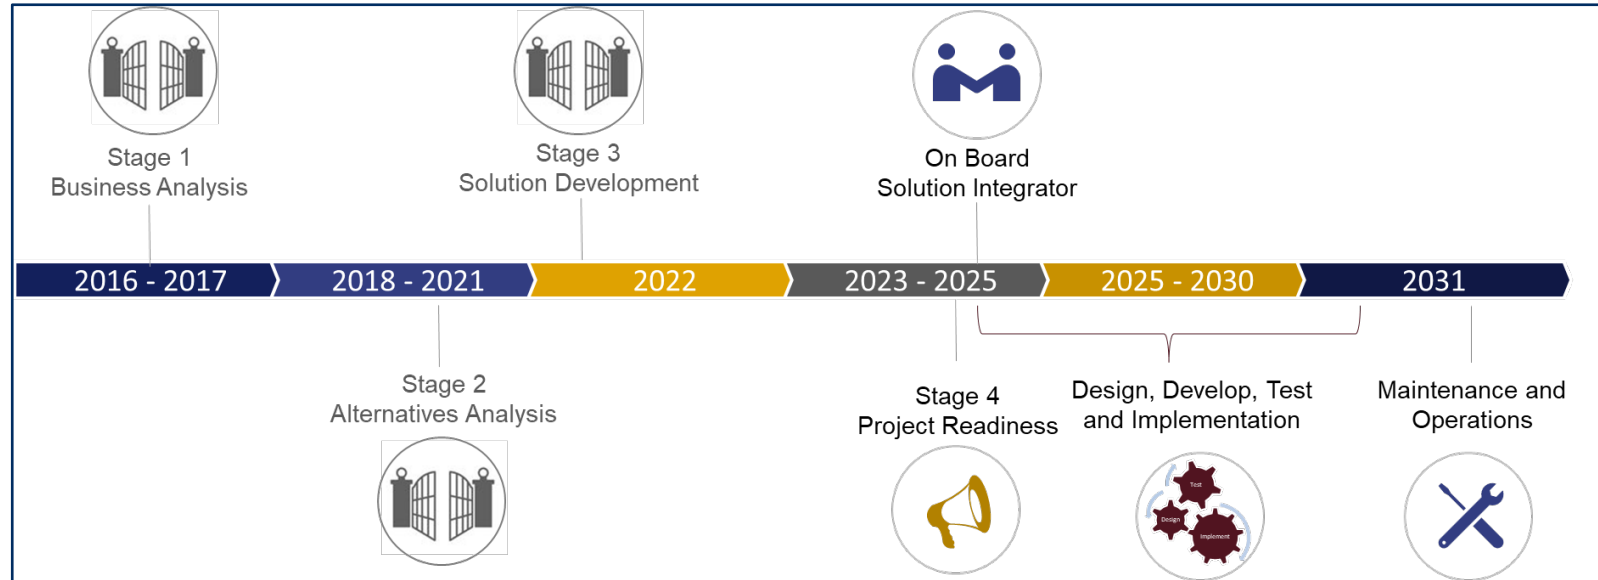 Stage 1
Business Analysis
Stage 3
Solution Development
On Board
Solution Integrator
2016 - 2017
2018 - 2021
2022
2023 - 2025
2025 - 2030
2031
Stage 2
Alternatives Analysis
Stage 4
Project Readiness
Design, Develop, Test
and Implementation
Maintenance and
Operations
Test
Design
Implement